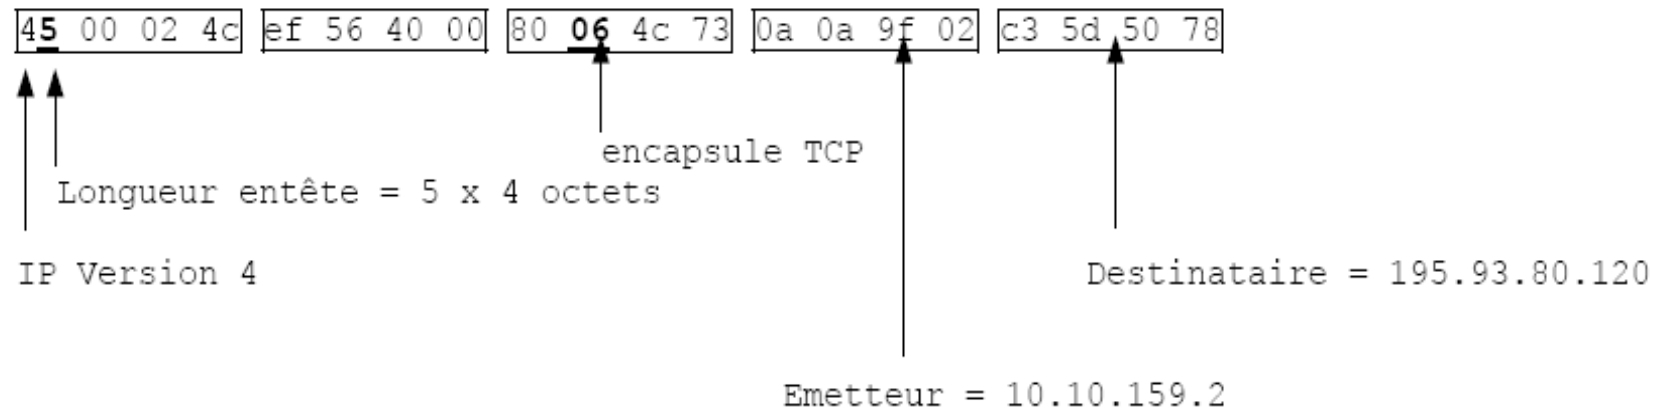 45 00 02 4c ef 56 40 00 80 06 4c 73 0a 0a 9f 02 c3 5d 50 78
encapsule TCP
Longueur entête = 5 x 4 octets
IP Version 4
Destinataire = 195.93.80.120
Emetteur = 10.10.159.2